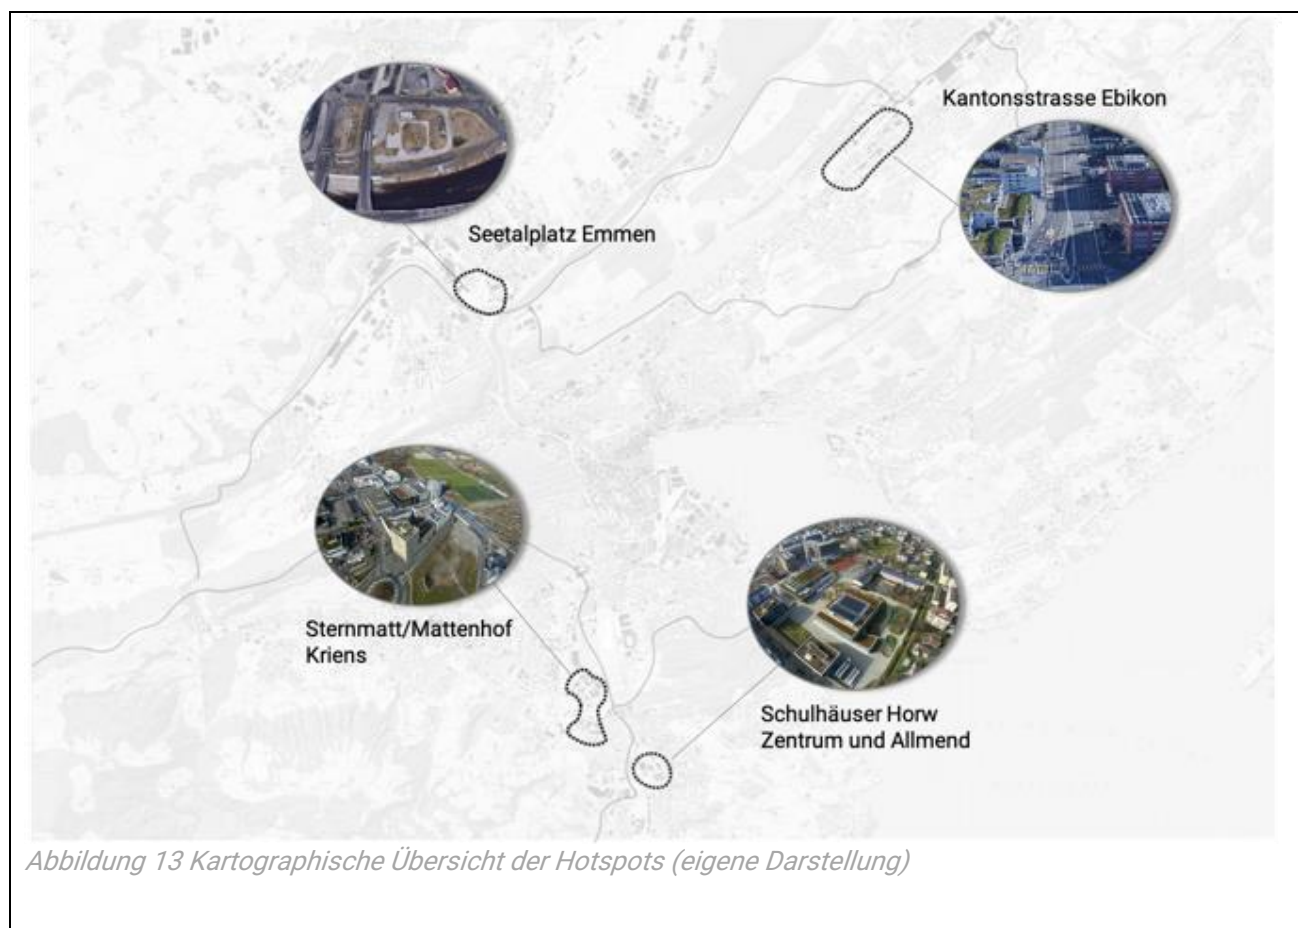 Kantonsstrasse Ebikon
Seetalplatz Emmen
Sternmatt/Mattenhof
Kriens
Schulhäuser Horw
Zentrum und Allmend
Abbildung 13 Kartographische Übersicht der Hotspots (eigene Darstellung)